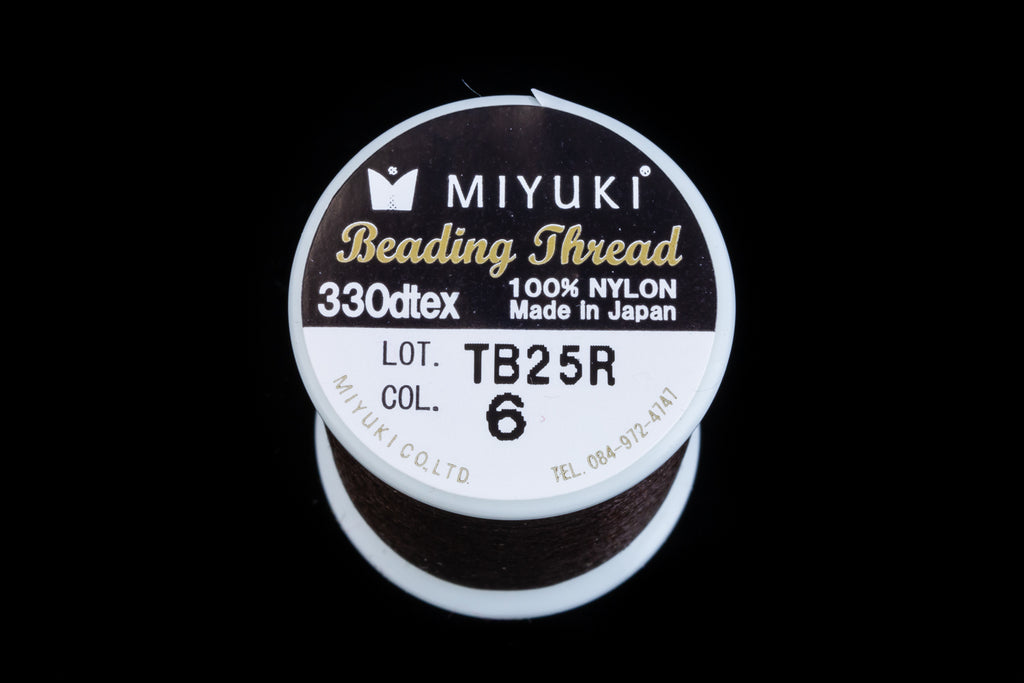 MIYUKI®
Beading Thread
330dtex
100% NYLON
Made in Japan
LOT. TB25R
COL. 6
MIYUKI CO.,LTD.
TEL. 084-972-4747